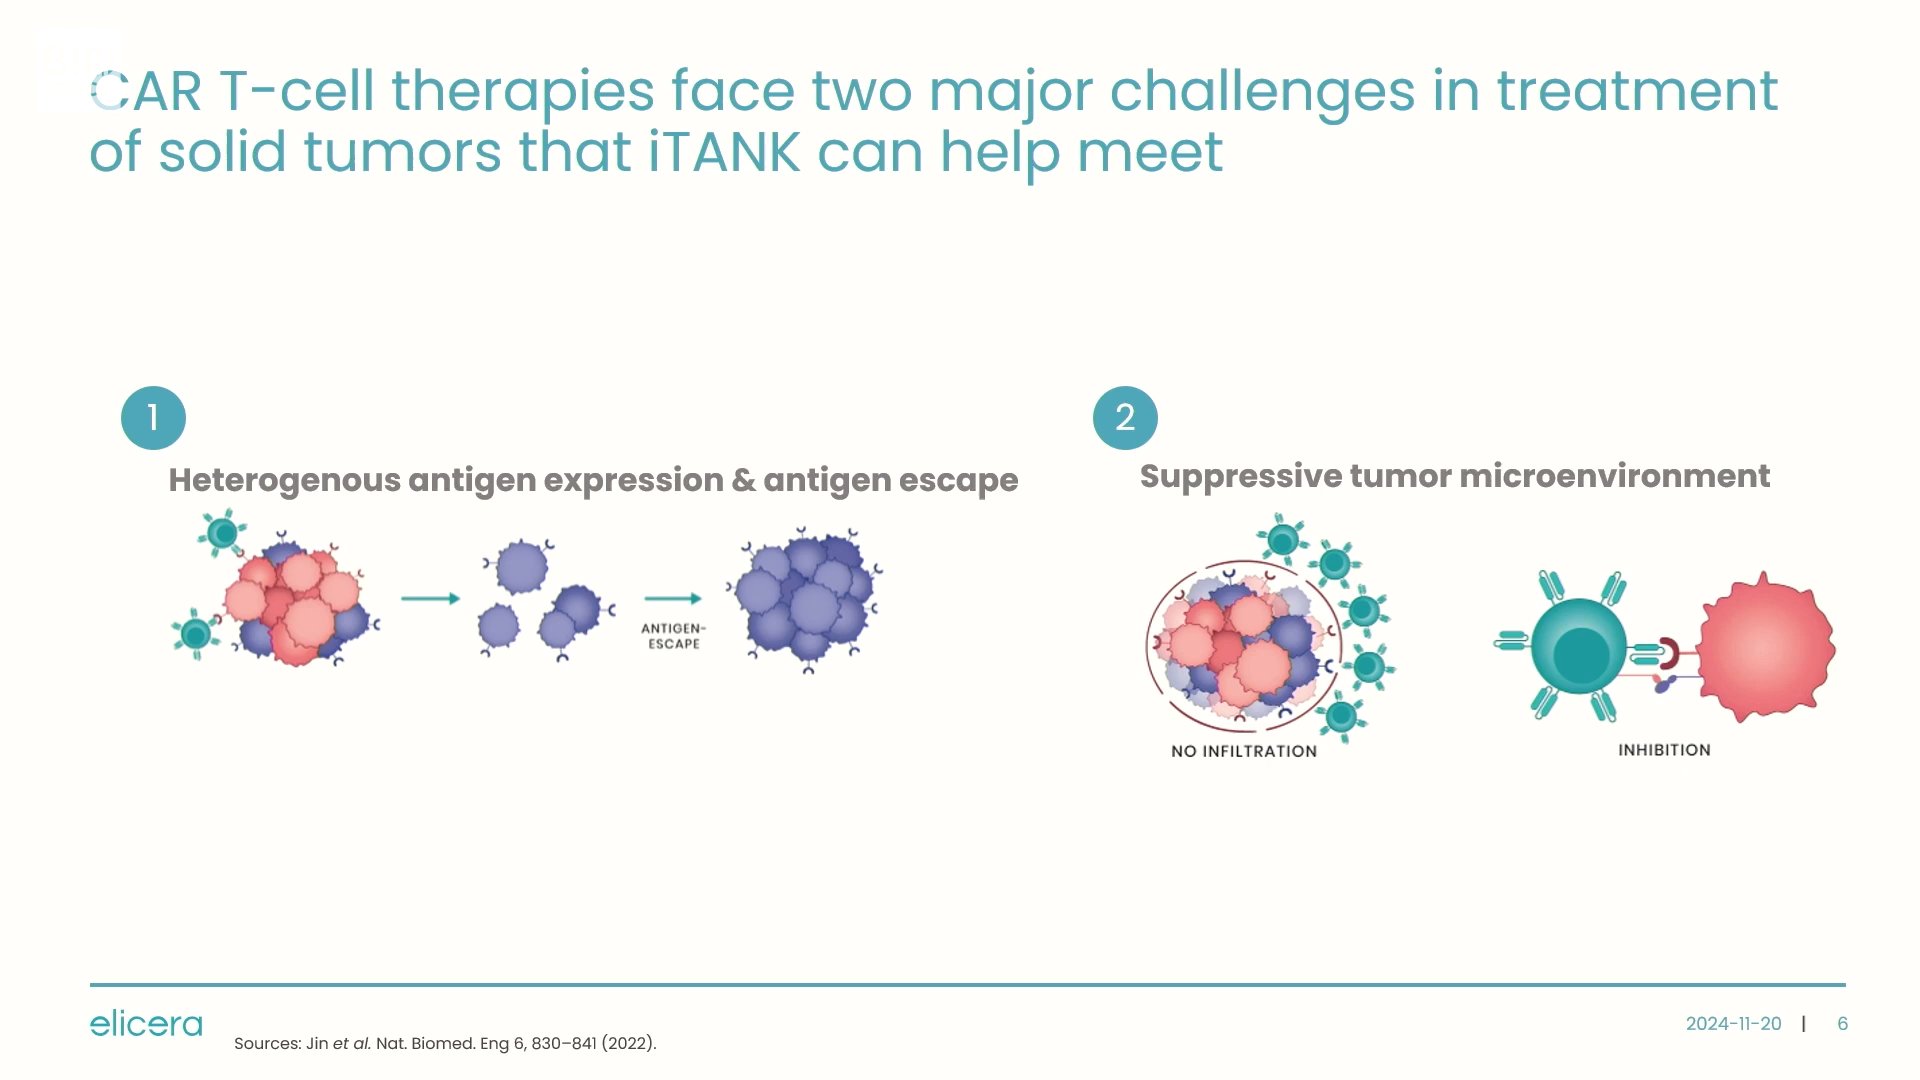 CAR T-cell therapies face two major challenges in treatment
of solid tumors that iTANK can help meet
1
Heterogenous antigen expression & antigen escape
ANTIGEN-
ESCAPE
2
Suppressive tumor microenvironment
NO INFILTRATION
INHIBITION
elicera
Sources: Jin et al. Nat. Biomed. Eng 6, 830–841 (2022).
2024-11-20 | 6